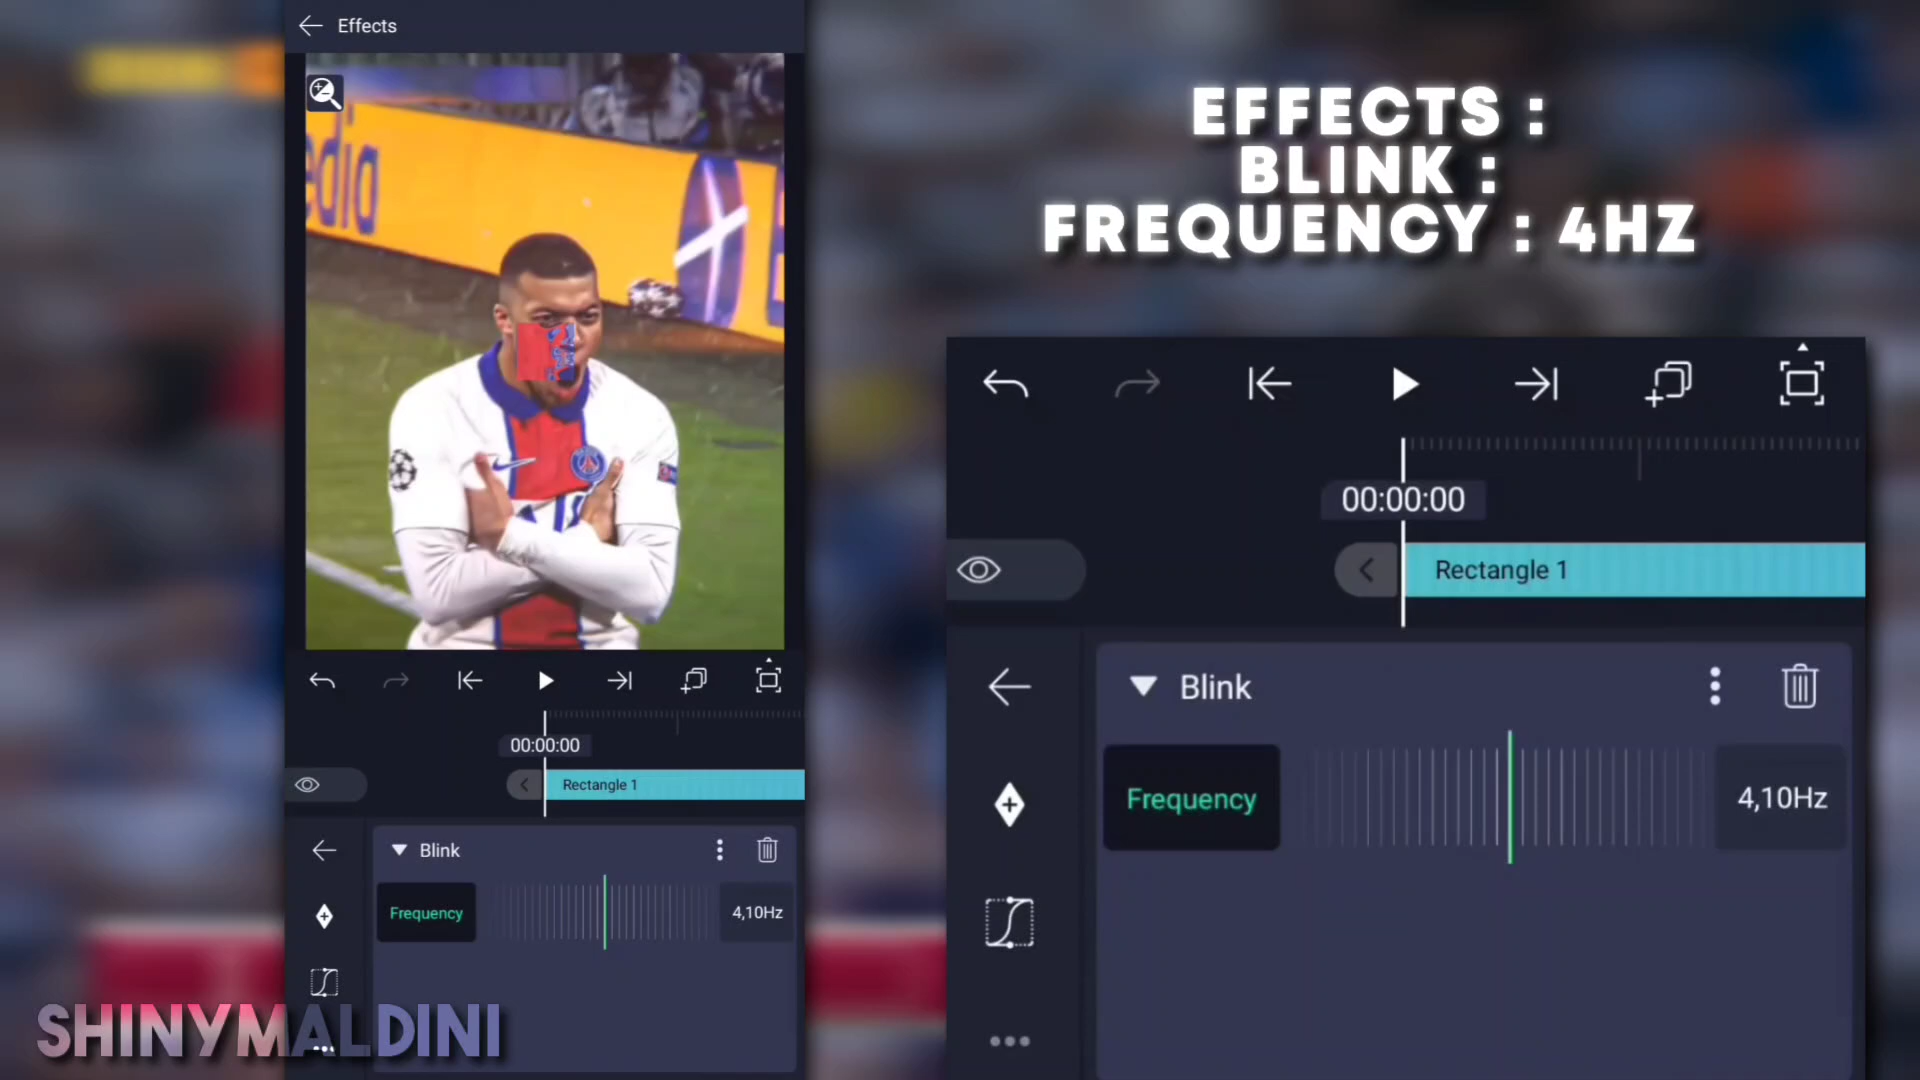 Effects
edia
00:00:00
Rectangle 1
Blink
Frequency
4,10Hz
EFFECTS :
BLINK :
FREQUENCY : 4HZ
00:00:00
Rectangle 1
Blink
Frequency
4,10Hz
SHINYMALDINI